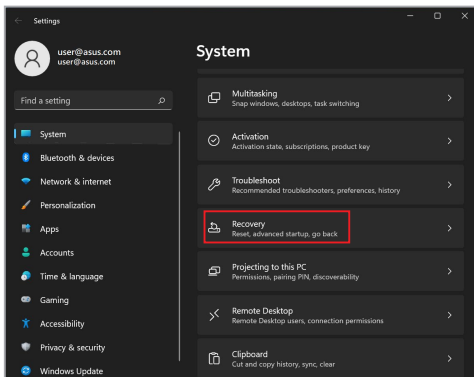 Settings
user@asus.com
user@asus.com
Find a setting
System
Bluetooth & devices
Network & internet
Personalization
Apps
Accounts
Time & language
Gaming
Accessibility
Privacy & security
Windows Update
System
Multitasking
Snap windows, desktops, task switching
Activation
Activation state, subscriptions, product key
Troubleshoot
Recommended troubleshooters, preferences, history
Recovery
Reset, advanced startup, go back
Projecting to this PC
Permissions, pairing PIN, discoverability
Remote Desktop
Remote Desktop users, connection permissions
Clipboard
Cut and copy history, sync, clear